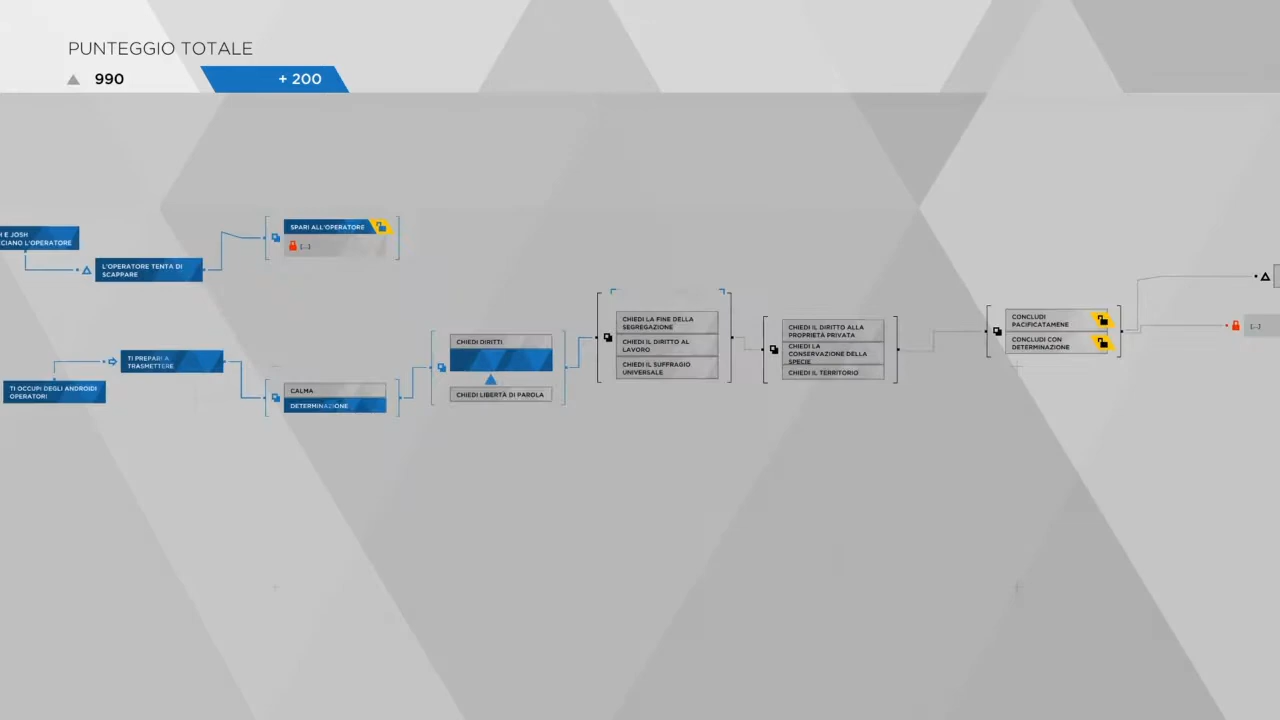 PUNTEGGIO TOTALE
990
+ 200
H E JOSH
CIANO L'OPERATORE
L'OPERATORE TENTA DI
SCAPPARE
SPARI ALL'OPERATORE
[...]
TI PREPARI A
TRASMETTERE
TI OCCUPI DEGLI ANDROIDI
OPERATORI
CALMA
DETERMINAZIONE
CHIEDI DIRITTI
CHIEDI LIBERTÀ DI PAROLA
CHIEDI LA FINE DELLA
SEGREGAZIONE
CHIEDI IL DIRITTO AL
LAVORO
CHIEDI IL SUFFRAGIO
UNIVERSALE
CHIEDI IL DIRITTO ALLA
PROPRIETÀ PRIVATA
CHIEDI LA
CONSERVAZIONE DELLA
SPECIE
CHIEDI IL TERRITORIO
CONCLUDI
PACIFICATAMENE
CONCLUDI CON
DETERMINAZIONE
[...]